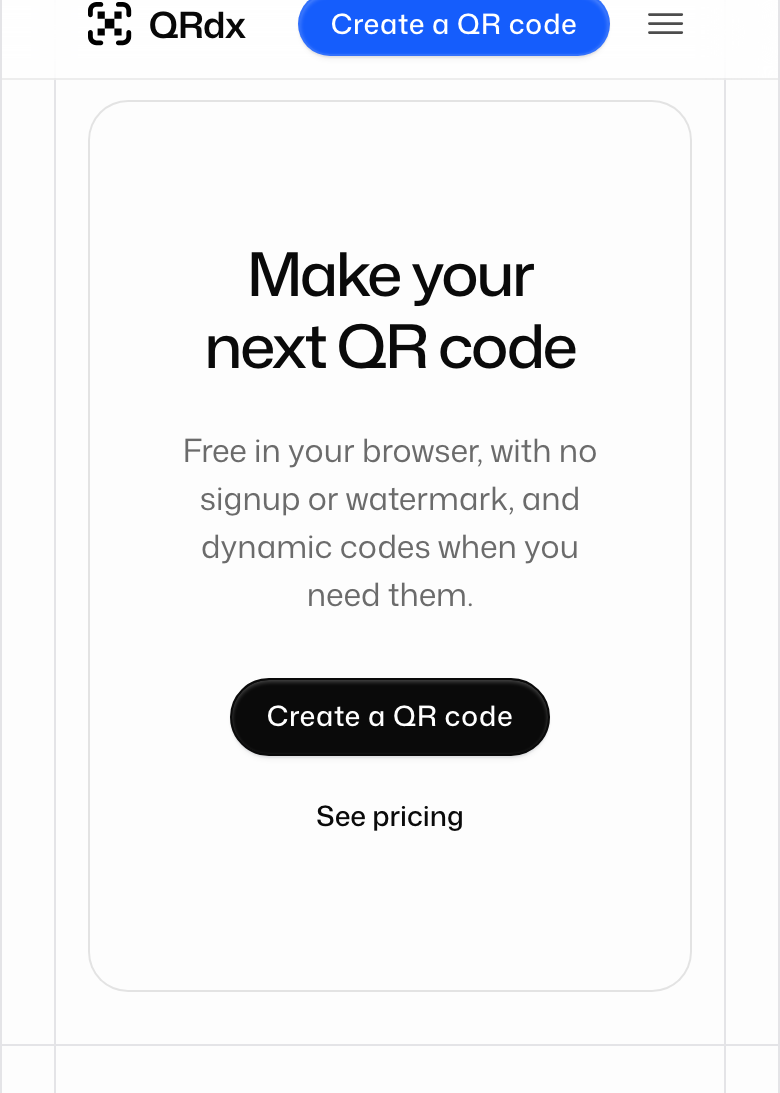 QRdx
Create a QR code
Make your
next QR code
Free in your browser, with no
signup or watermark, and
dynamic codes when you
need them.
Create a QR code
See pricing